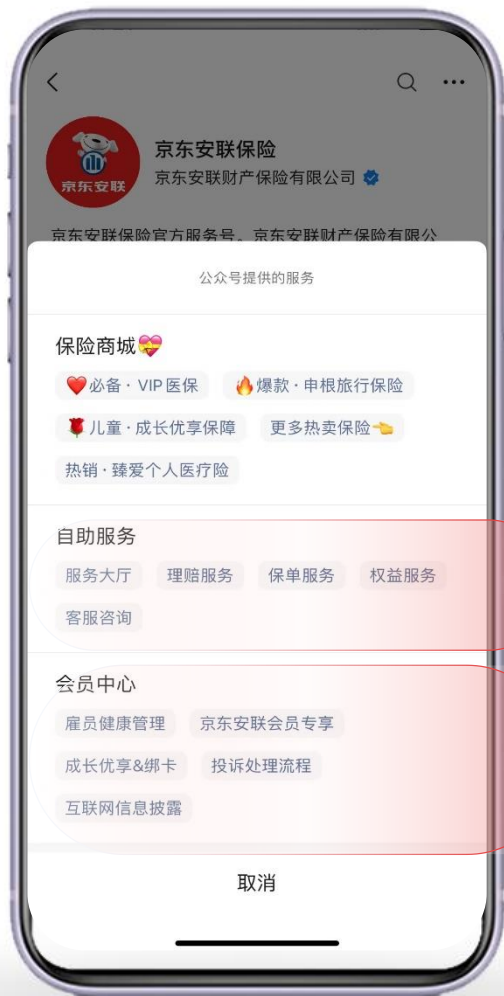 京东安联
京东安联保险
京东安联财产保险有限公司
京东安联保险官方服务号。京东安联财产保险有限公
公众号提供的服务
保险商城💝
❤️必备·VIP医保 🔥爆款·申根旅行保险
🌹儿童·成长优享保障 更多热卖保险👈
热销·臻爱个人医疗险
自助服务
服务大厅 理赔服务 保单服务 权益服务
客服咨询
会员中心
雇员健康管理 京东安联会员专享
成长优享&绑卡 投诉处理流程
互联网信息披露
取消